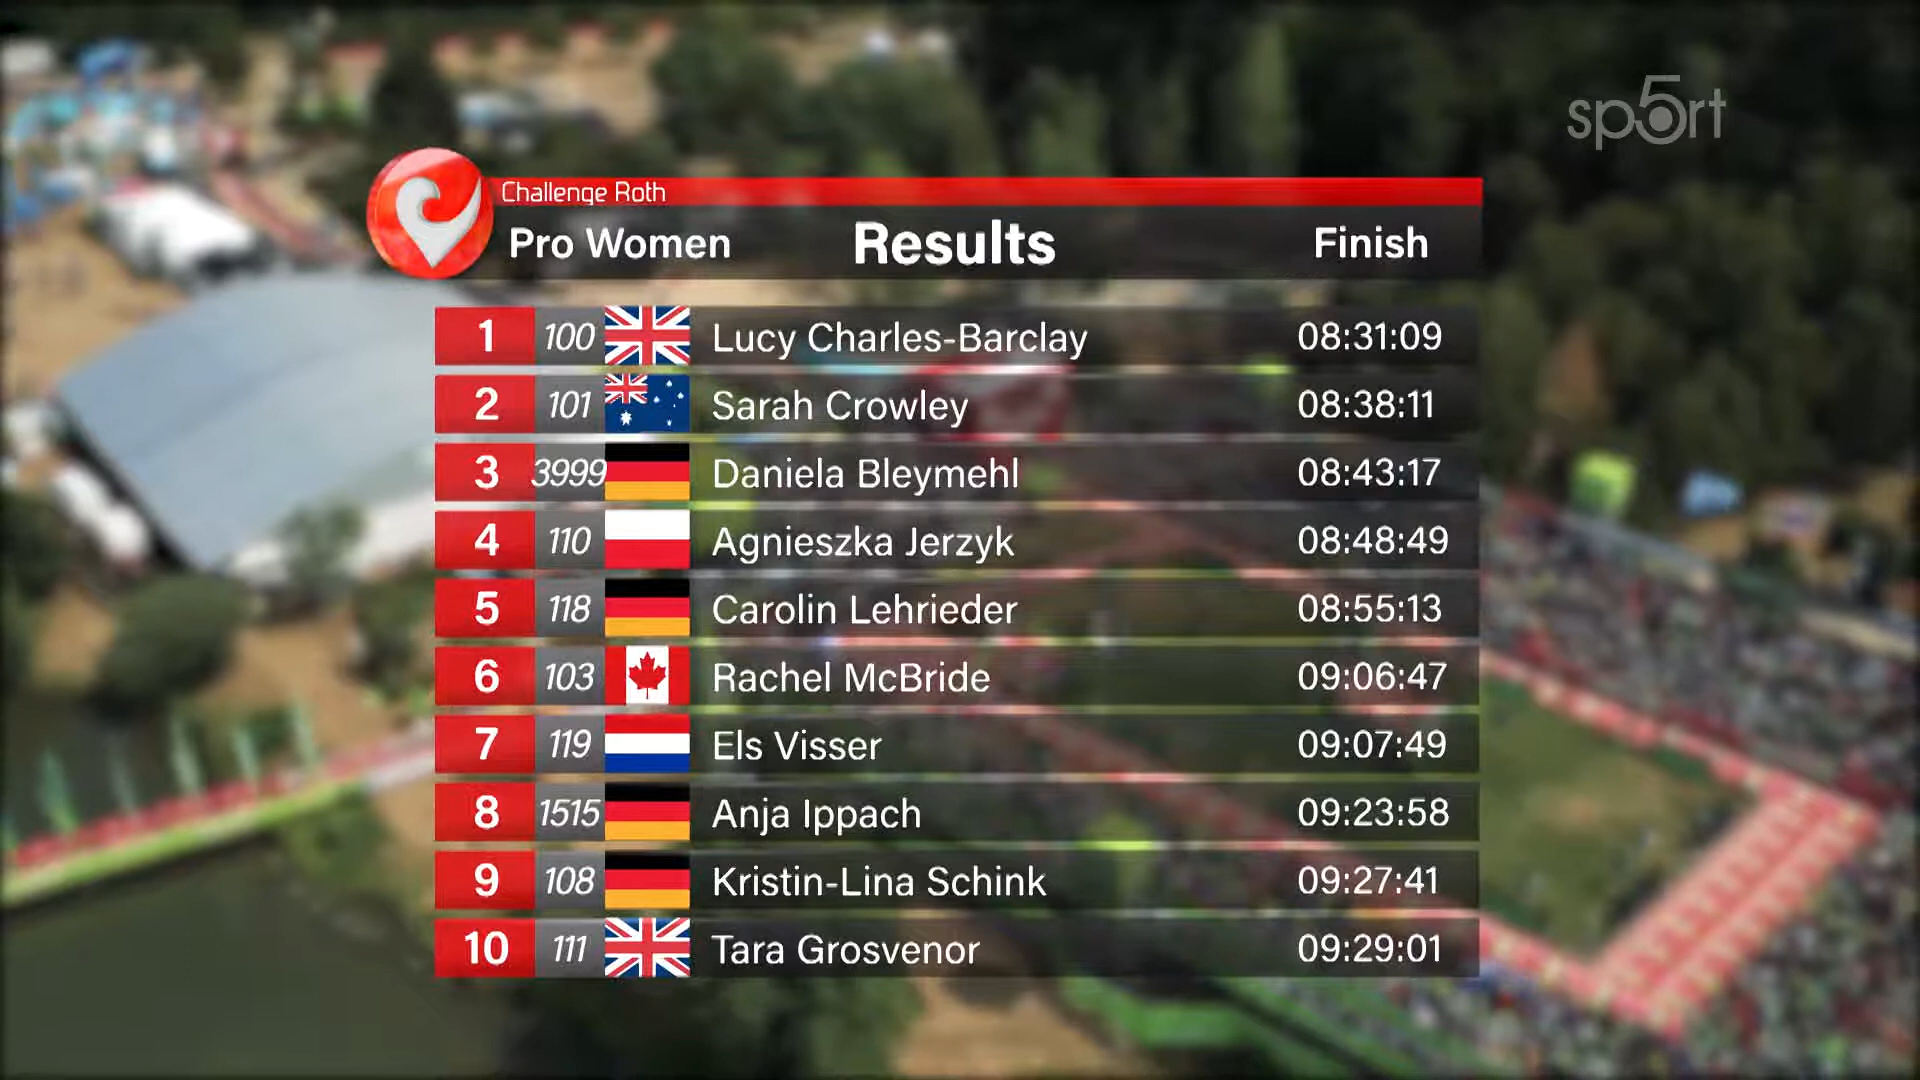 sp5rt
Challenge Roth
Pro Women Results Finish
1 100 Lucy Charles-Barclay 08:31:09
2 101 Sarah Crowley 08:38:11
3 3999 Daniela Bleymehl 08:43:17
4 110 Agnieszka Jerzyk 08:48:49
5 118 Carolin Lehrieder 08:55:13
6 103 Rachel McBride 09:06:47
7 119 Els Visser 09:07:49
8 1515 Anja Ippach 09:23:58
9 108 Kristin-Lina Schink 09:27:41
10 111 Tara Grosvenor 09:29:01